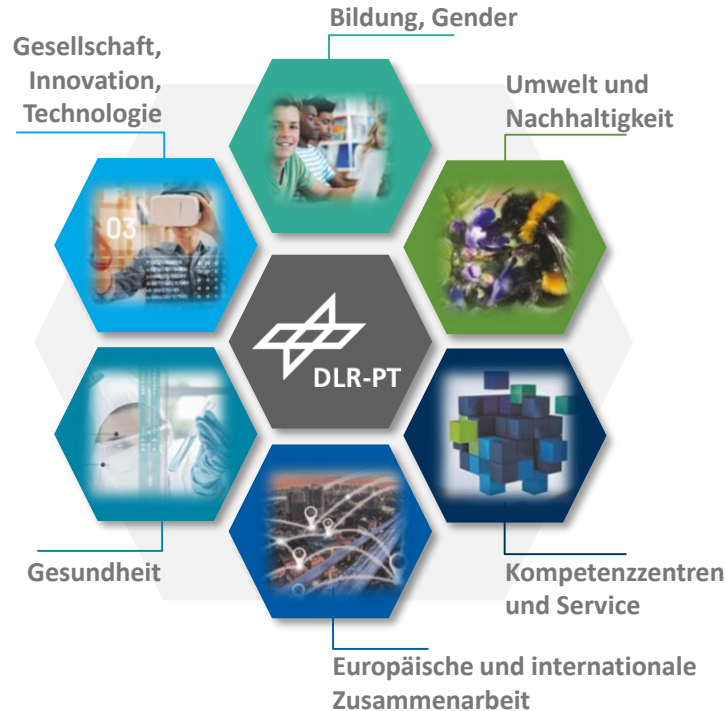 Bildung, Gender
Gesellschaft,
Innovation,
Technologie
Umwelt und
Nachhaltigkeit
03
DLR-PT
Gesundheit
Kompetenzzentren
und Service
Europäische und internationale
Zusammenarbeit